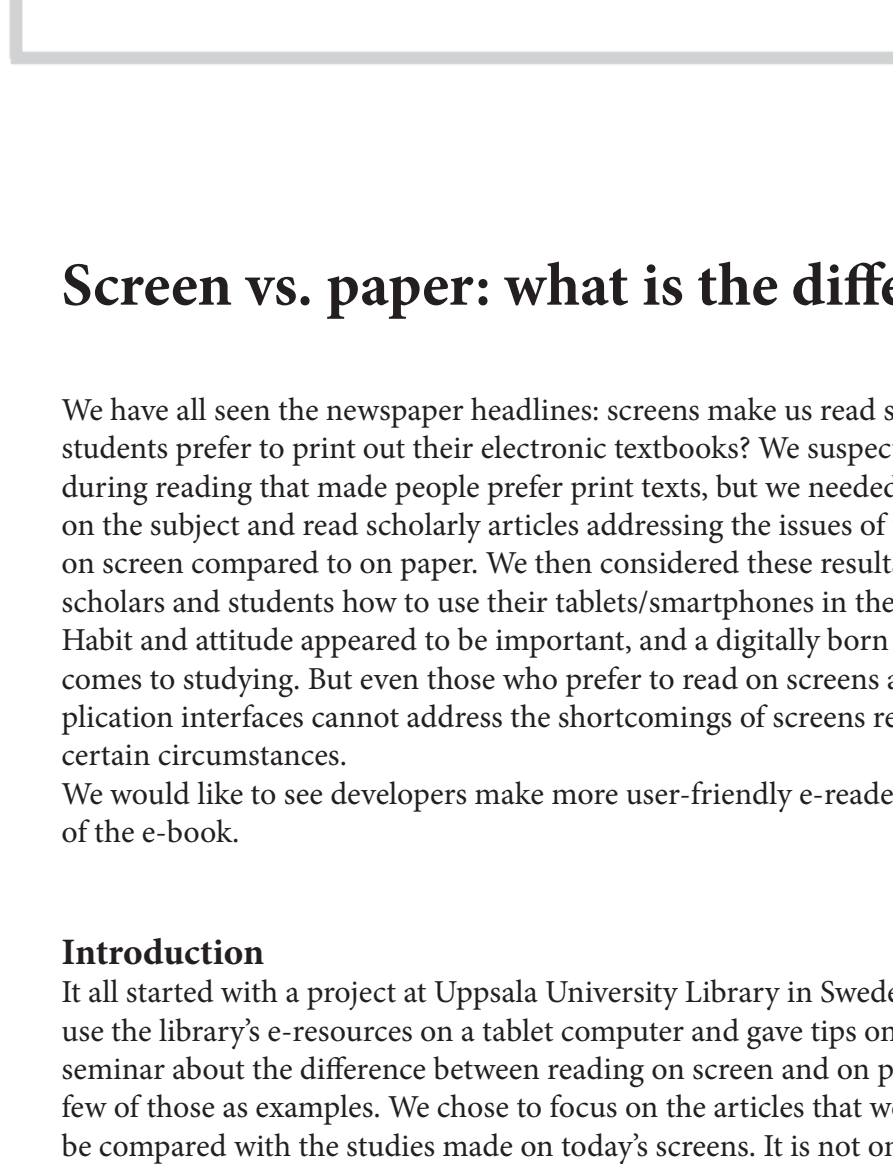 Screen vs. paper: what is the
We have all seen the newspaper headlines: screens make us read
students prefer to print out their electronic textbooks? We
during reading that made people prefer print texts, but we needed
on the subject and read scholarly articles addressing the issues of
on screen compared to on paper. We then considered these
scholars and students how to use their tablets/smartphones in the
Habit and attitude appeared to be important, and a digitally born
comes to studying. But even those who prefer to read on screens
plication interfaces cannot address the shortcomings of screens
certain circumstances.
We would like to see developers make more user-friendly
of the e-book.
Introduction
It all started with a project at Uppsala University Library in
use the library’s e-resources on a tablet computer and gave tips on
seminar about the difference between reading on screen and on
few of those as examples. We chose to focus on the articles that
be compared with the studies made on today’s screens. It is not